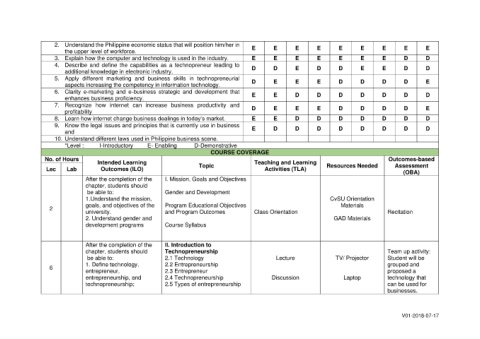 2. Understand the Philippine economic status that will position him/her in the upper level of workforce. E E E E E E E E E
3. Explain how the computer and technology is used in the industry. E E E E E E E D D
4. Describe and define the capabilities as a technopreneur leading to additional knowledge in electronic industry. D D E D D E E D D
5. Apply different marketing and business skills in technopreneurial aspects increasing the competency in information technology. D E E E D D D D E
6. Clarify e-marketing and e-business strategic and development that enhances business proficiency. E E D D D D D D D
7. Recognize how internet can increase business productivity and profitability D E E E D D D D E
8. Learn how internet change business dealings in today's market. E E D D D D D D D
9. Know the legal issues and principles that is currently use in business and E D D D D D D D D
10. Understand different laws used in Philippine business scene.
*Level : I-Introductory E- Enabling D-Demonstrative
COURSE COVERAGE
No. of Hours
Lec Lab
Intended Learning
Outcomes (ILO)
Topic
Teaching and Learning
Activities (TLA)
Resources Needed
Outcomes-based
Assessment
(OBA)
2
After the completion of the
chapter, students should
be able to:
1.Understand the mission,
goals, and objectives of the
university.
2. Understand gender and
development programs
I. Mission, Goals and Objectives
Gender and Development
Program Educational Objectives
and Program Outcomes
Course Syllabus
Class Orientation
CvSU Orientation
Materials
GAD Materials
Recitation
6
After the completion of the
chapter, students should
be able to:
1. Define technology,
entrepreneur,
entrepreneurship, and
technopreneurship;
II. Introduction to
Technopreneurship
2.1 Technology
2.2 Entrepreneurship
2.3 Entrepreneur
2.4 Technopreneurship
2.5 Types of entrepreneurship
Lecture
Discussion
TV/ Projector
Laptop
Team up activity:
Student will be
grouped and
proposed a
technology that
can be used for
businesses.
V01-2018-07-17